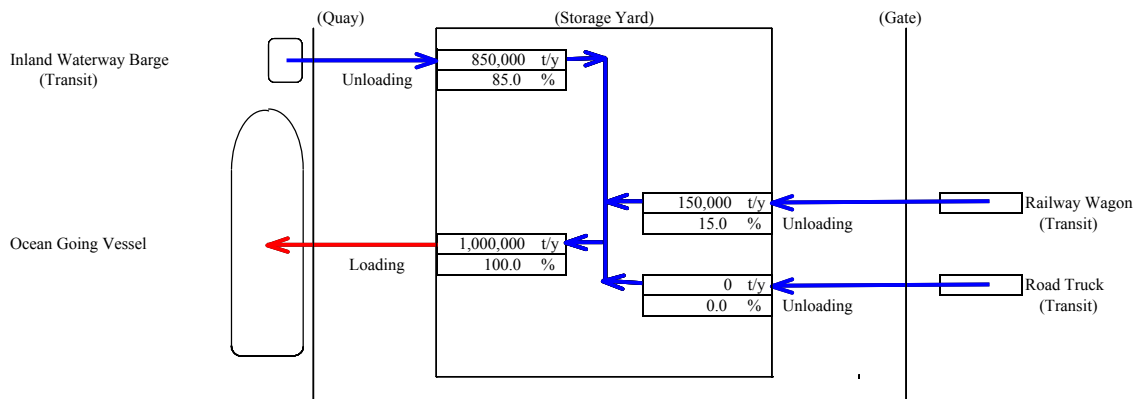 (Quay)
(Storage Yard)
(Gate)
Inland Waterway Barge
(Transit)
Unloading
850,000 t/y
85.0 %
150,000 t/y
15.0 %
Unloading
Railway Wagon
(Transit)
Ocean Going Vessel
Loading
1,000,000 t/y
100.0 %
0 t/y
0.0 %
Unloading
Road Truck
(Transit)